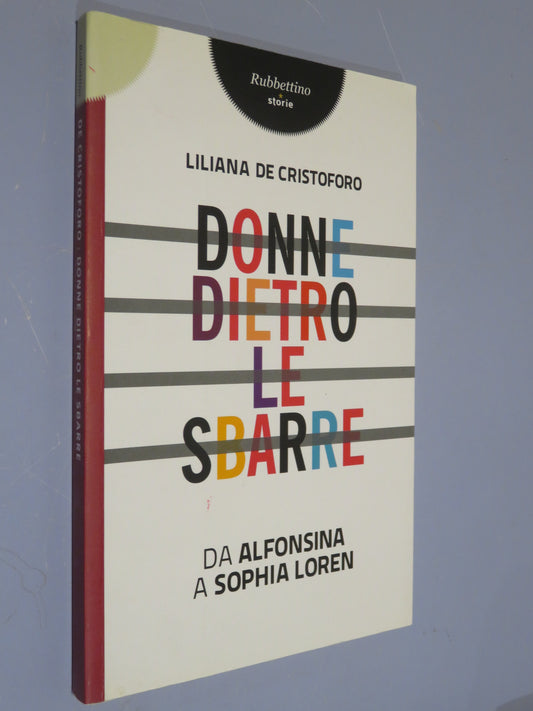 Rubbettino
storie
LILIANA DE CRISTOFORO
DONNE
DIETRO
LE
SBARRE
DA ALFONSINA
A SOPHIA LOREN
Rubbettino
DE CRISTOFORO : DONNE DIETRO LE SBARRE